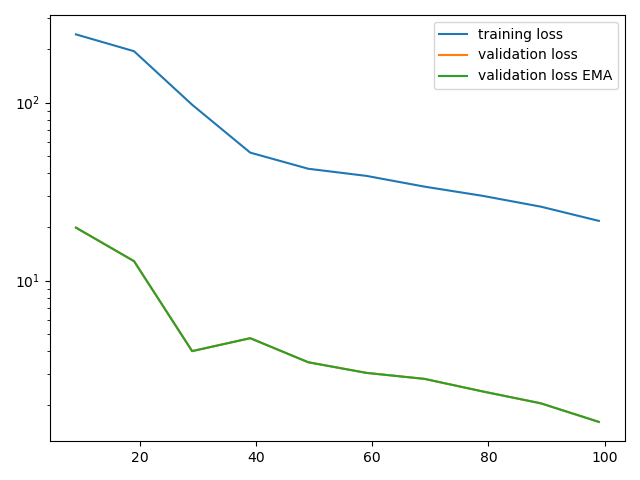 training loss
validation loss
validation loss EMA
10²
10¹
20 40 60 80 100